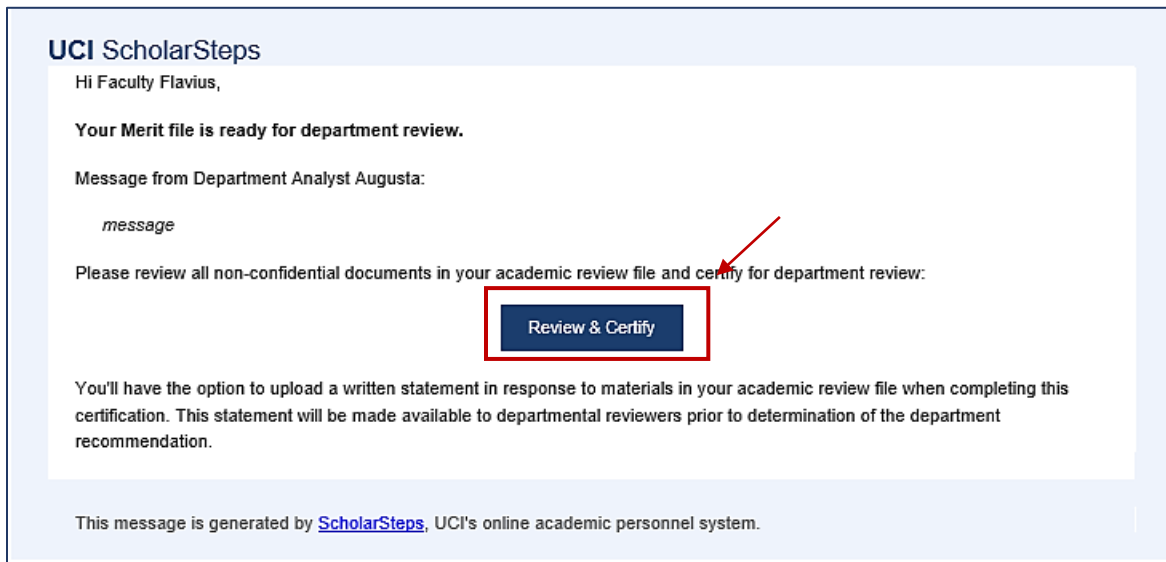 UCI ScholarSteps
Hi Faculty Flavius,
Your Merit file is ready for department review.
Message from Department Analyst Augusta:
message
Please review all non-confidential documents in your academic review file and certify for department review:
Review & Certify
You'll have the option to upload a written statement in response to materials in your academic review file when completing this
certification. This statement will be made available to departmental reviewers prior to determination of the department
recommendation.
This message is generated by ScholarSteps, UCI's online academic personnel system.